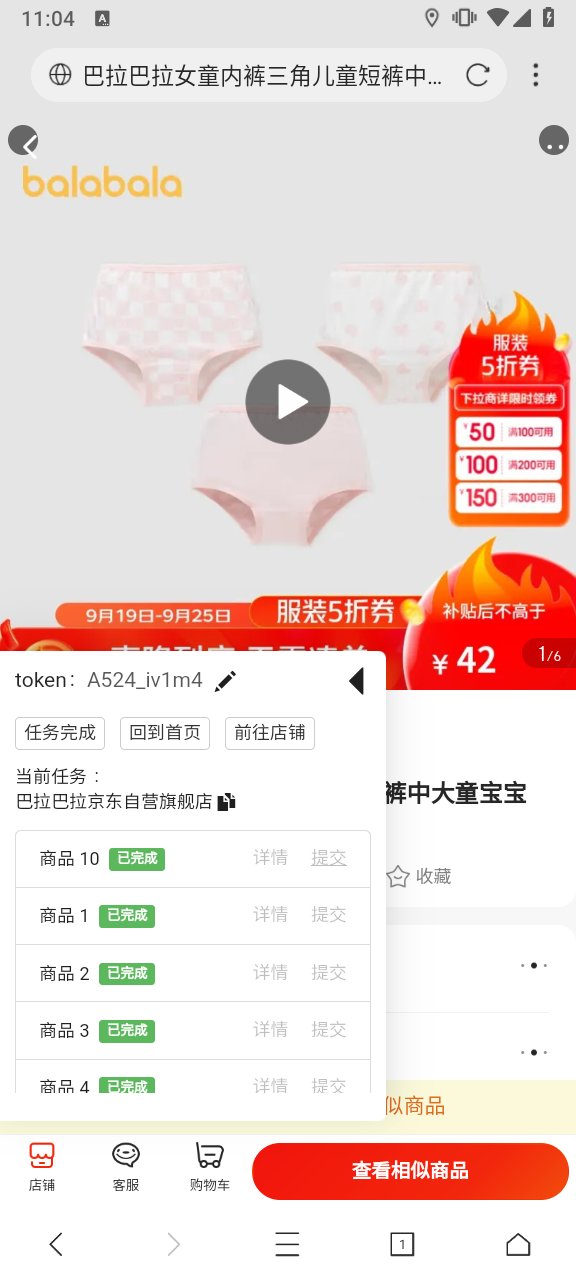 11:04
A
巴拉巴拉女童内裤三角儿童短裤中...
balabala
服装
5折券
下拉商详限时领券
¥50 满100可用
¥100 满200可用
¥150 满300可用
9月19日-9月25日
服装5折券
补贴后不高于
¥ 42
1/6
token: A524_iv1m4
任务完成 回到首页 前往店铺
当前任务：
巴拉巴拉京东自营旗舰店
裤中大童宝宝
商品 10 已完成 详情 提交
收藏
商品 1 已完成 详情 提交
商品 2 已完成 详情 提交
商品 3 已完成 详情 提交
商品 4 已完成 详情 提交
似商品
店铺
客服
购物车
查看相似商品
1